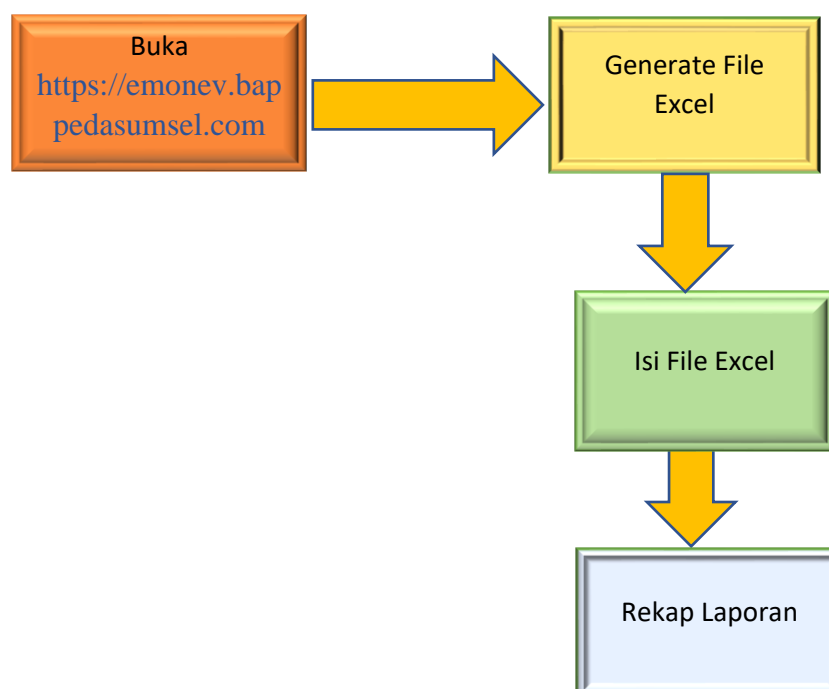 Buka
https://emonev.bap
pedasumsel.com
Generate File
Excel
Isi File Excel
Rekap Laporan